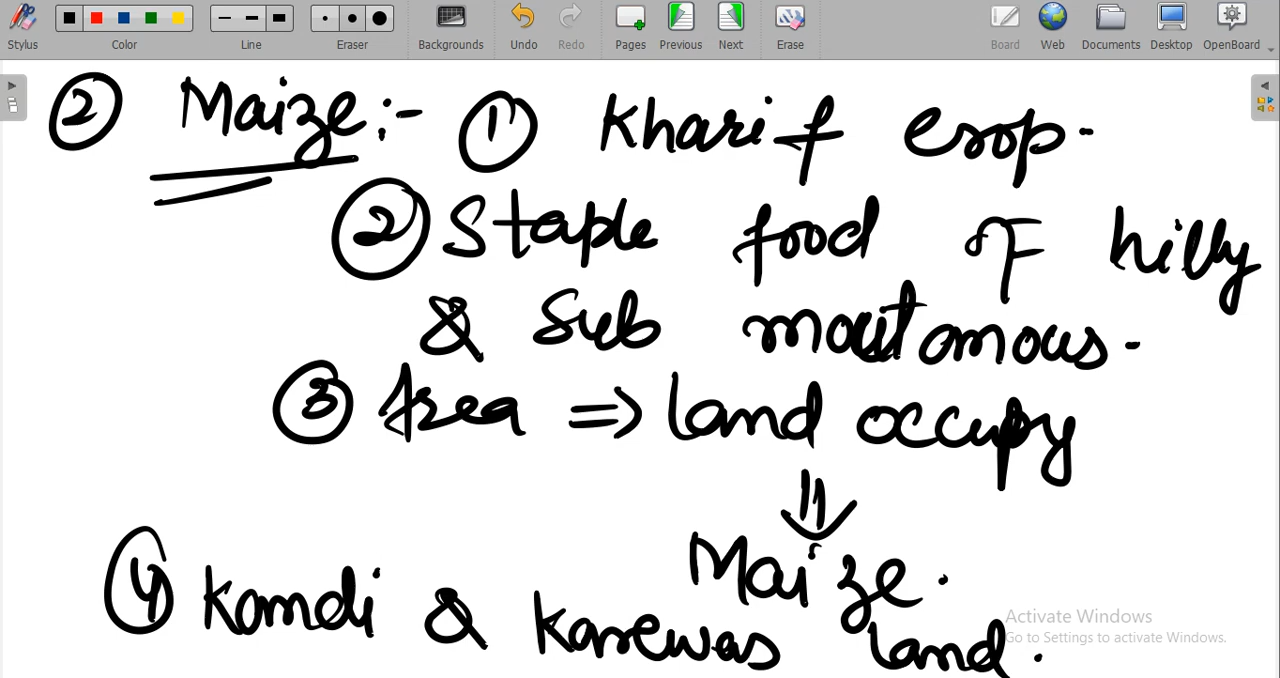 Stylus Color Line Eraser Backgrounds Undo Redo Pages Previous Next Erase Board Web Documents Desktop OpenBoard
② Maize:- ① Kharif crop.
② Staple food of hilly
& Sub moutomous.
③ Area => land occupy
Maize.
④ Kandi & Karewas land.
Activate Windows
Go to Settings to activate Windows.